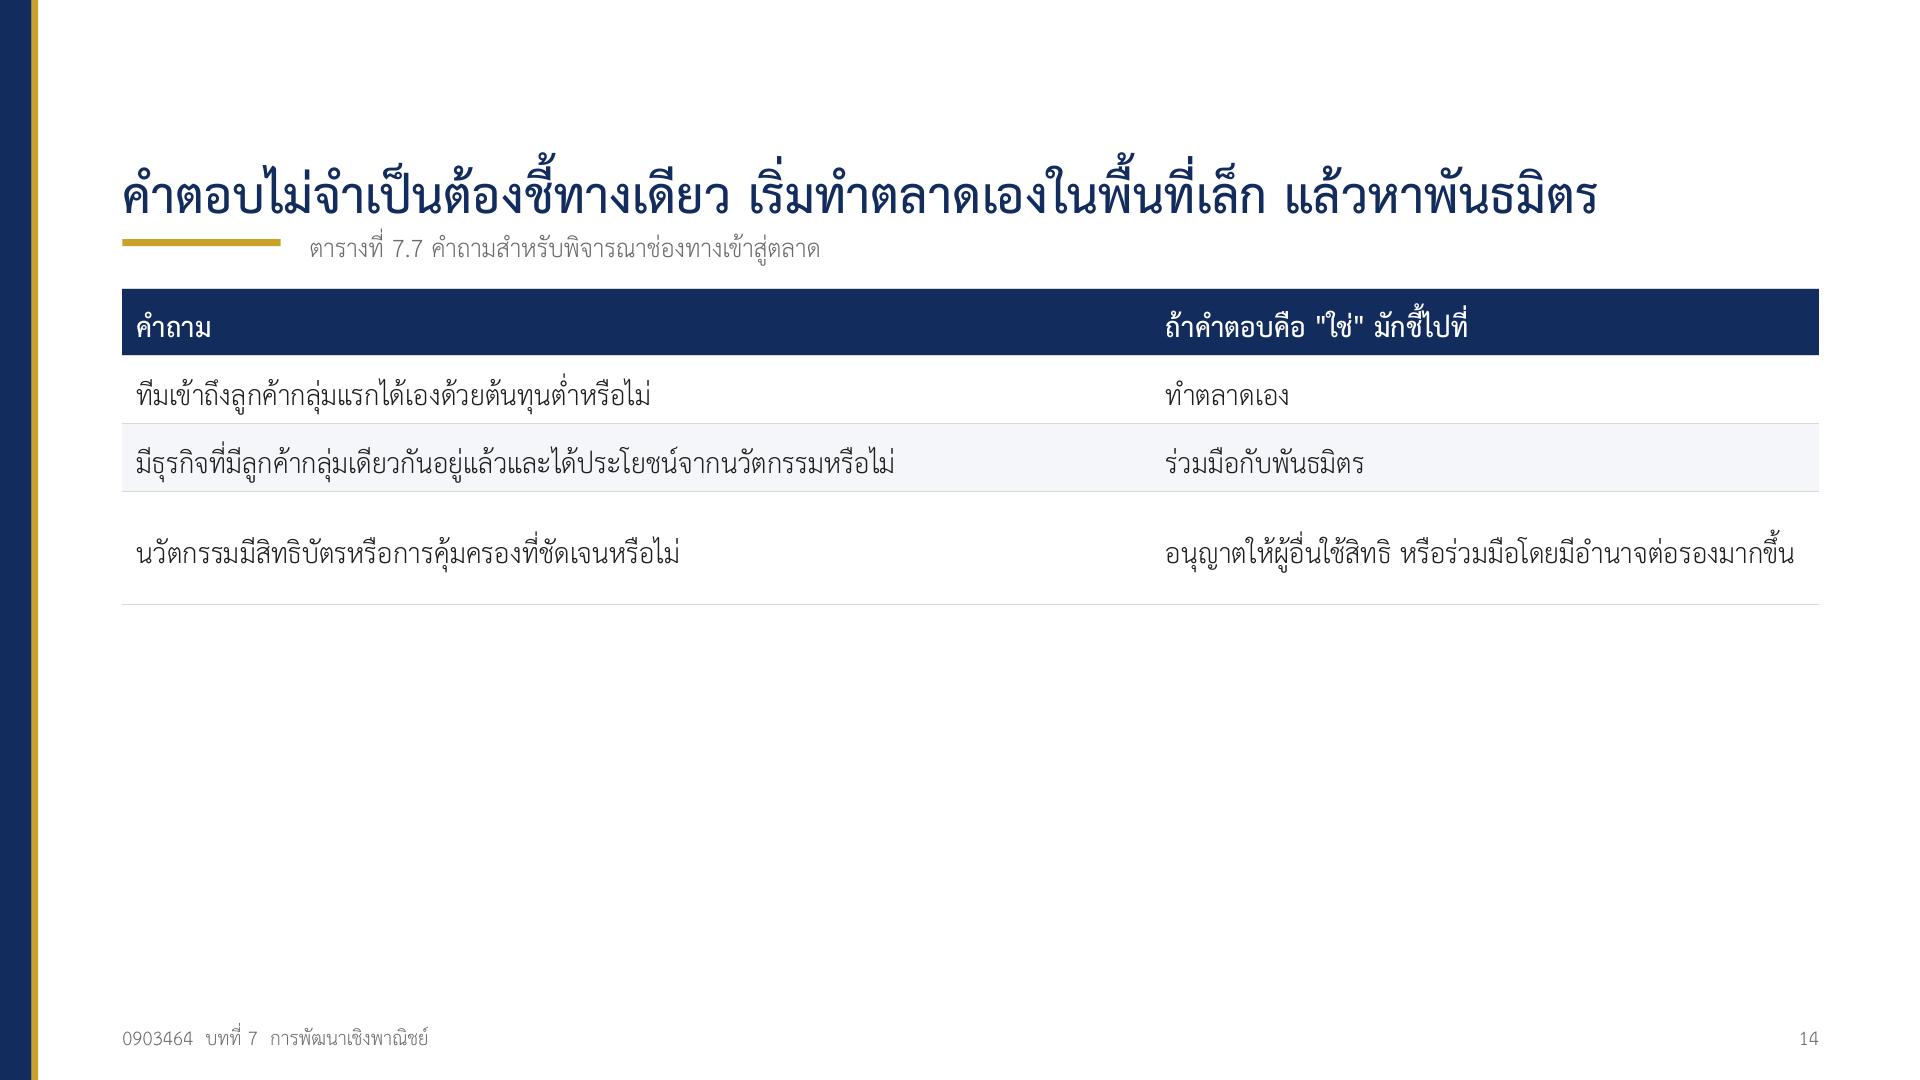 คำตอบไม่จำเป็นต้องชี้ทางเดียว เริ่มทำตลาดเองในพื้นที่เล็ก แล้วหาพันธมิตร
ตารางที่ 7.7 คำถามสำหรับพิจารณาช่องทางเข้าสู่ตลาด
คำถาม ถ้าคำตอบคือ "ใช่" มักชี้ไปที่
ทีมเข้าถึงลูกค้ากลุ่มแรกได้เองด้วยต้นทุนต่ำหรือไม่ ทำตลาดเอง
มีธุรกิจที่มีลูกค้ากลุ่มเดียวกันอยู่แล้วและได้ประโยชน์จากนวัตกรรมหรือไม่ ร่วมมือกับพันธมิตร
นวัตกรรมมีสิทธิบัตรหรือการคุ้มครองที่ชัดเจนหรือไม่ อนุญาตให้ผู้อื่นใช้สิทธิ หรือร่วมมือโดยมีอำนาจต่อรองมากขึ้น
0903464 บทที่ 7 การพัฒนาเชิงพาณิชย์ 14